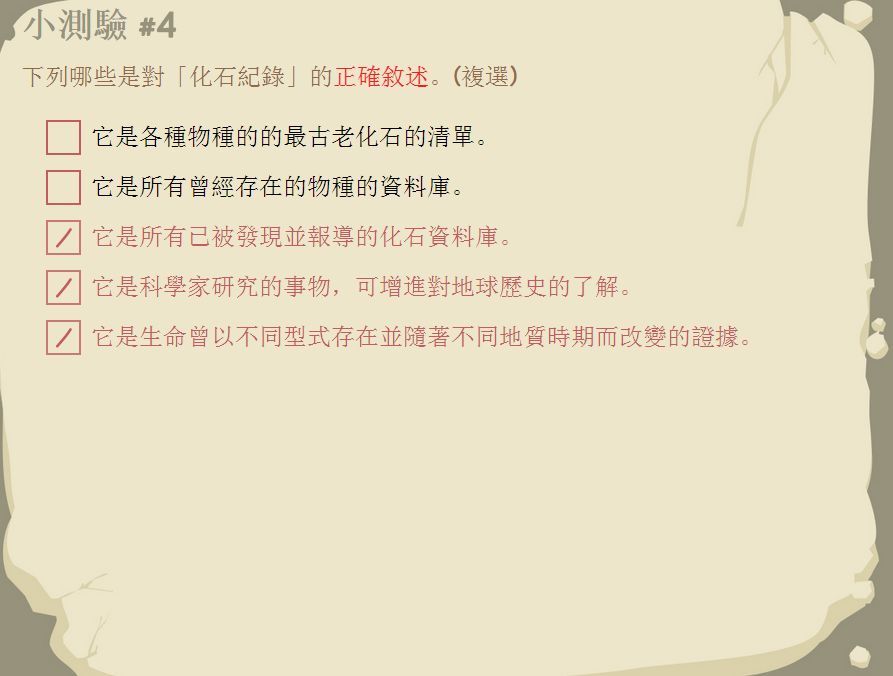 小測驗 #4
下列哪些是對「化石紀錄」的正確敘述。(複選)
它是各種物種的的最古老化石的清單。
它是所有曾經存在的物種的資料庫。
它是所有已被發現並報導的化石資料庫。
它是科學家研究的事物，可增進對地球歷史的了解。
它是生命曾以不同型式存在並隨著不同地質時期而改變的證據。